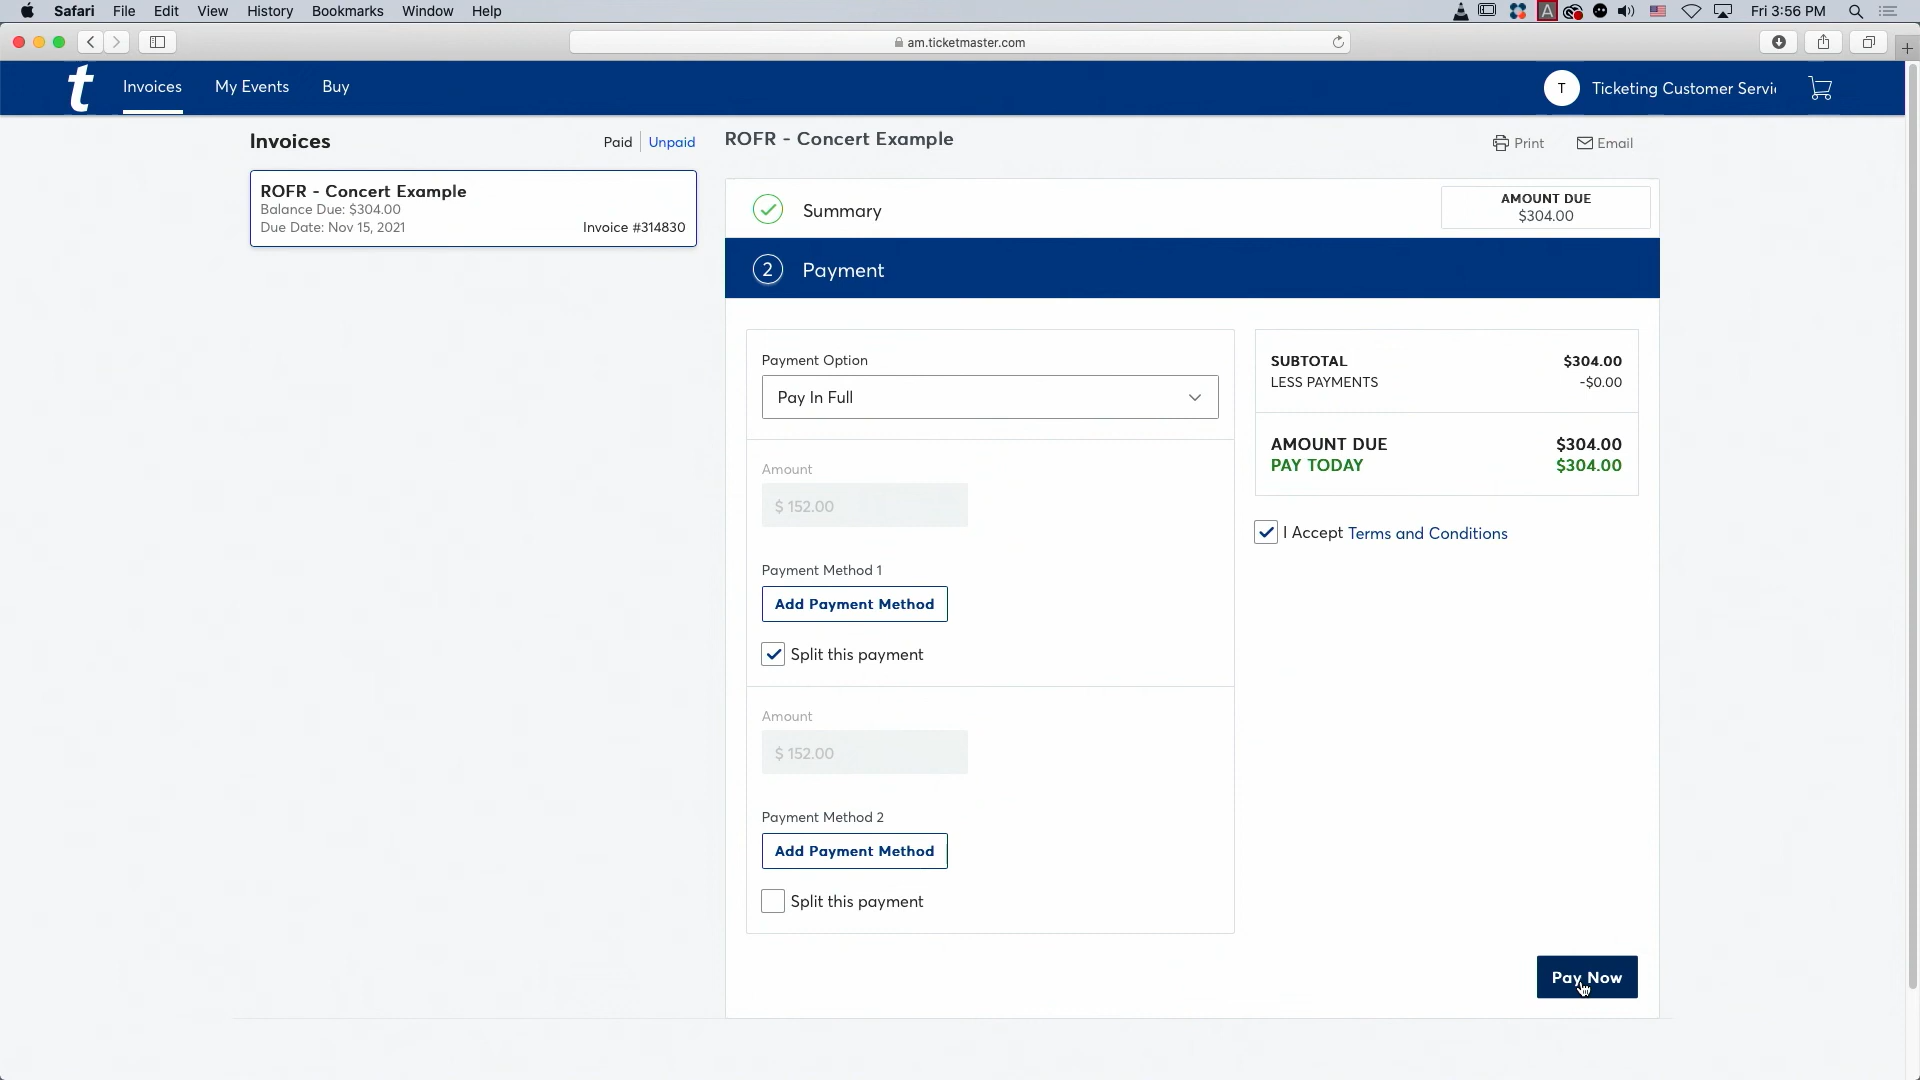 Safari File Edit View History Bookmarks Window Help
A
Fri 3:56 PM
am.ticketmaster.com
t Invoices My Events Buy
T Ticketing Customer Servi
Invoices
Paid Unpaid
ROFR - Concert Example
Balance Due: $304.00
Due Date: Nov 15, 2021 Invoice #314830
ROFR - Concert Example
Print Email
Summary
AMOUNT DUE
$304.00
2 Payment
Payment Option
Pay In Full
Amount
$ 152.00
Payment Method 1
Add Payment Method
Split this payment
Amount
$ 152.00
Payment Method 2
Add Payment Method
Split this payment
SUBTOTAL $304.00
LESS PAYMENTS -$0.00
AMOUNT DUE $304.00
PAY TODAY $304.00
I Accept Terms and Conditions
Pay Now